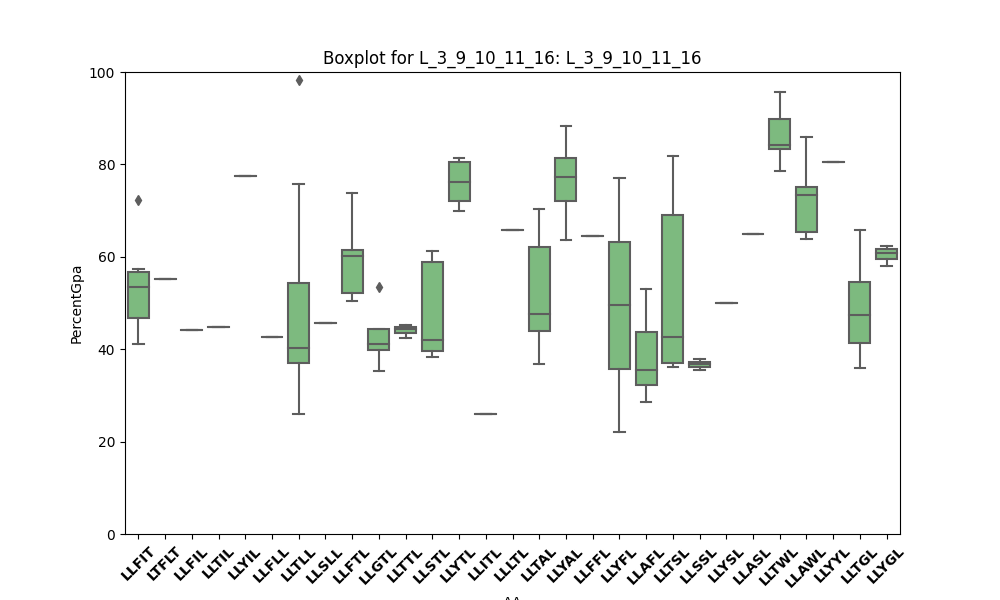 Boxplot for L_3_9_10_11_16: L_3_9_10_11_16
100
80
60
40
20
0
PercentGpa
LLFIT
LTFLT
LLFIL
LLTIL
LLYIL
LLFLL
LLTLL
LLSLL
LLFTL
LLGTL
LLTTL
LLSTL
LLYTL
LLITL
LLLTL
LLTAL
LLYAL
LLFFL
LLYFL
LLAFL
LLTSL
LLSSL
LLYSL
LLASL
LLTWL
LLAWL
LLYYL
LLTGL
LLYGL
AA